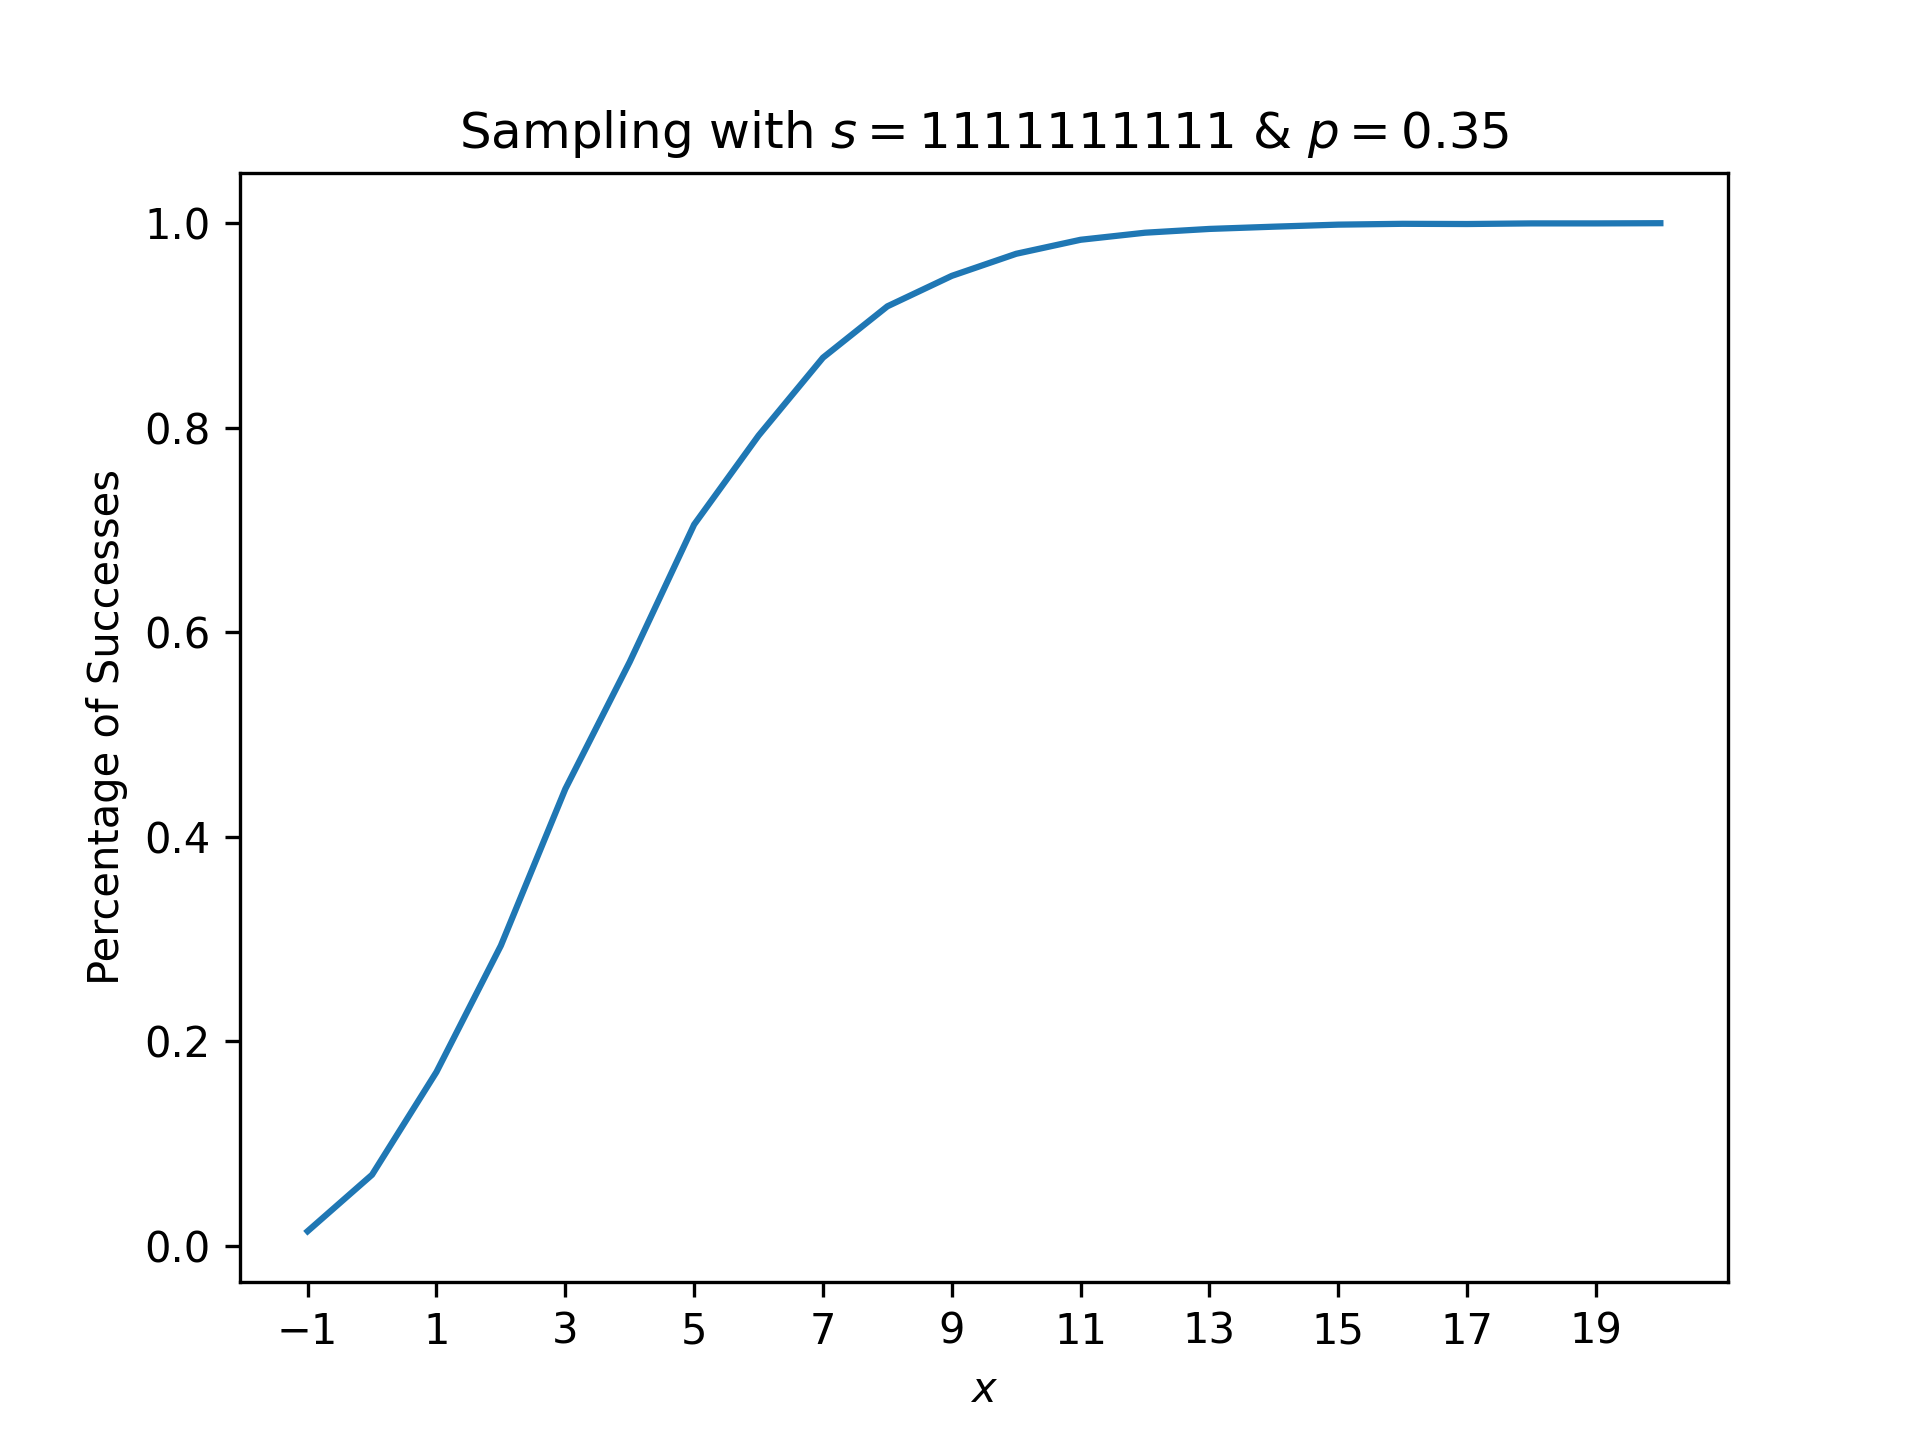 Sampling with s = 1111111111 & p = 0.35
1.0
0.8
0.6
0.4
0.2
0.0
Percentage of Successes
−1 1 3 5 7 9 11 13 15 17 19
x